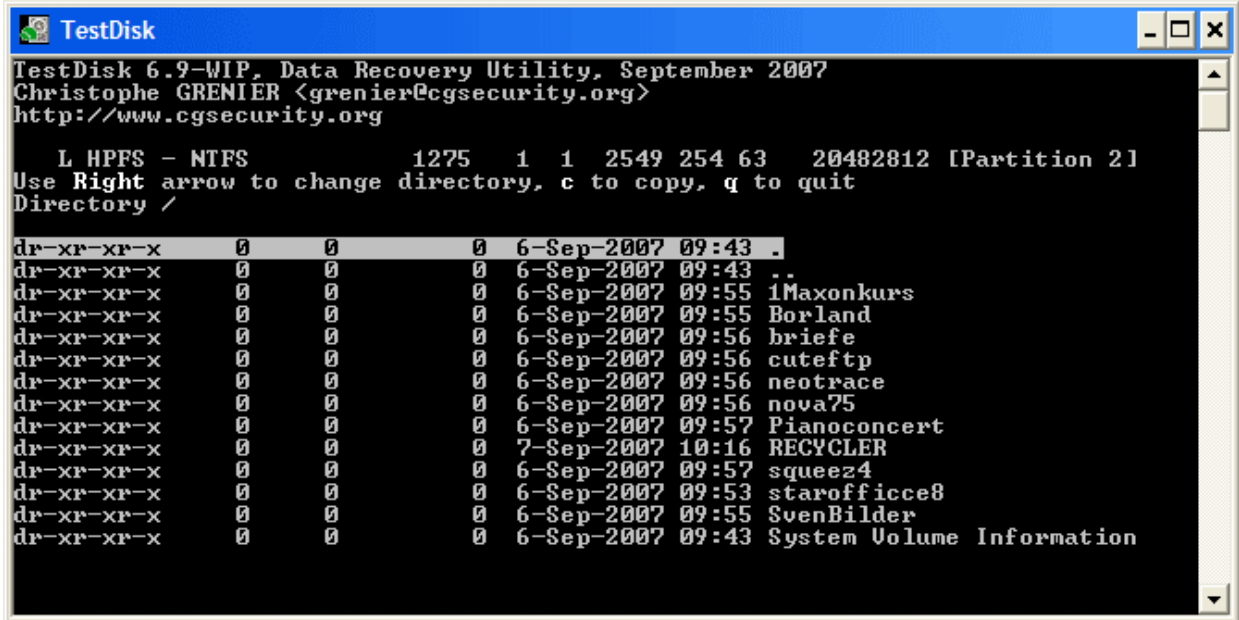 TestDisk
TestDisk 6.9-WIP, Data Recovery Utility, September 2007
Christophe GRENIER <grenier@cgsecurity.org>
http://www.cgsecurity.org
L HPFS - NTFS 1275 1 1 2549 254 63 20482812 [Partition 2]
Use Right arrow to change directory, c to copy, q to quit
Directory /
dr-xr-xr-x 0 0 0 6-Sep-2007 09:43 .
dr-xr-xr-x 0 0 0 6-Sep-2007 09:43 ..
dr-xr-xr-x 0 0 0 6-Sep-2007 09:55 1Maxonkurs
dr-xr-xr-x 0 0 0 6-Sep-2007 09:55 Borland
dr-xr-xr-x 0 0 0 6-Sep-2007 09:56 briefe
dr-xr-xr-x 0 0 0 6-Sep-2007 09:56 cuteftp
dr-xr-xr-x 0 0 0 6-Sep-2007 09:56 neotrace
dr-xr-xr-x 0 0 0 6-Sep-2007 09:56 nova75
dr-xr-xr-x 0 0 0 6-Sep-2007 09:57 Pianoconcert
dr-xr-xr-x 0 0 0 7-Sep-2007 10:16 RECYCLER
dr-xr-xr-x 0 0 0 6-Sep-2007 09:57 squeez4
dr-xr-xr-x 0 0 0 6-Sep-2007 09:53 starofficce8
dr-xr-xr-x 0 0 0 6-Sep-2007 09:55 SvenBilder
dr-xr-xr-x 0 0 0 6-Sep-2007 09:43 System Volume Information